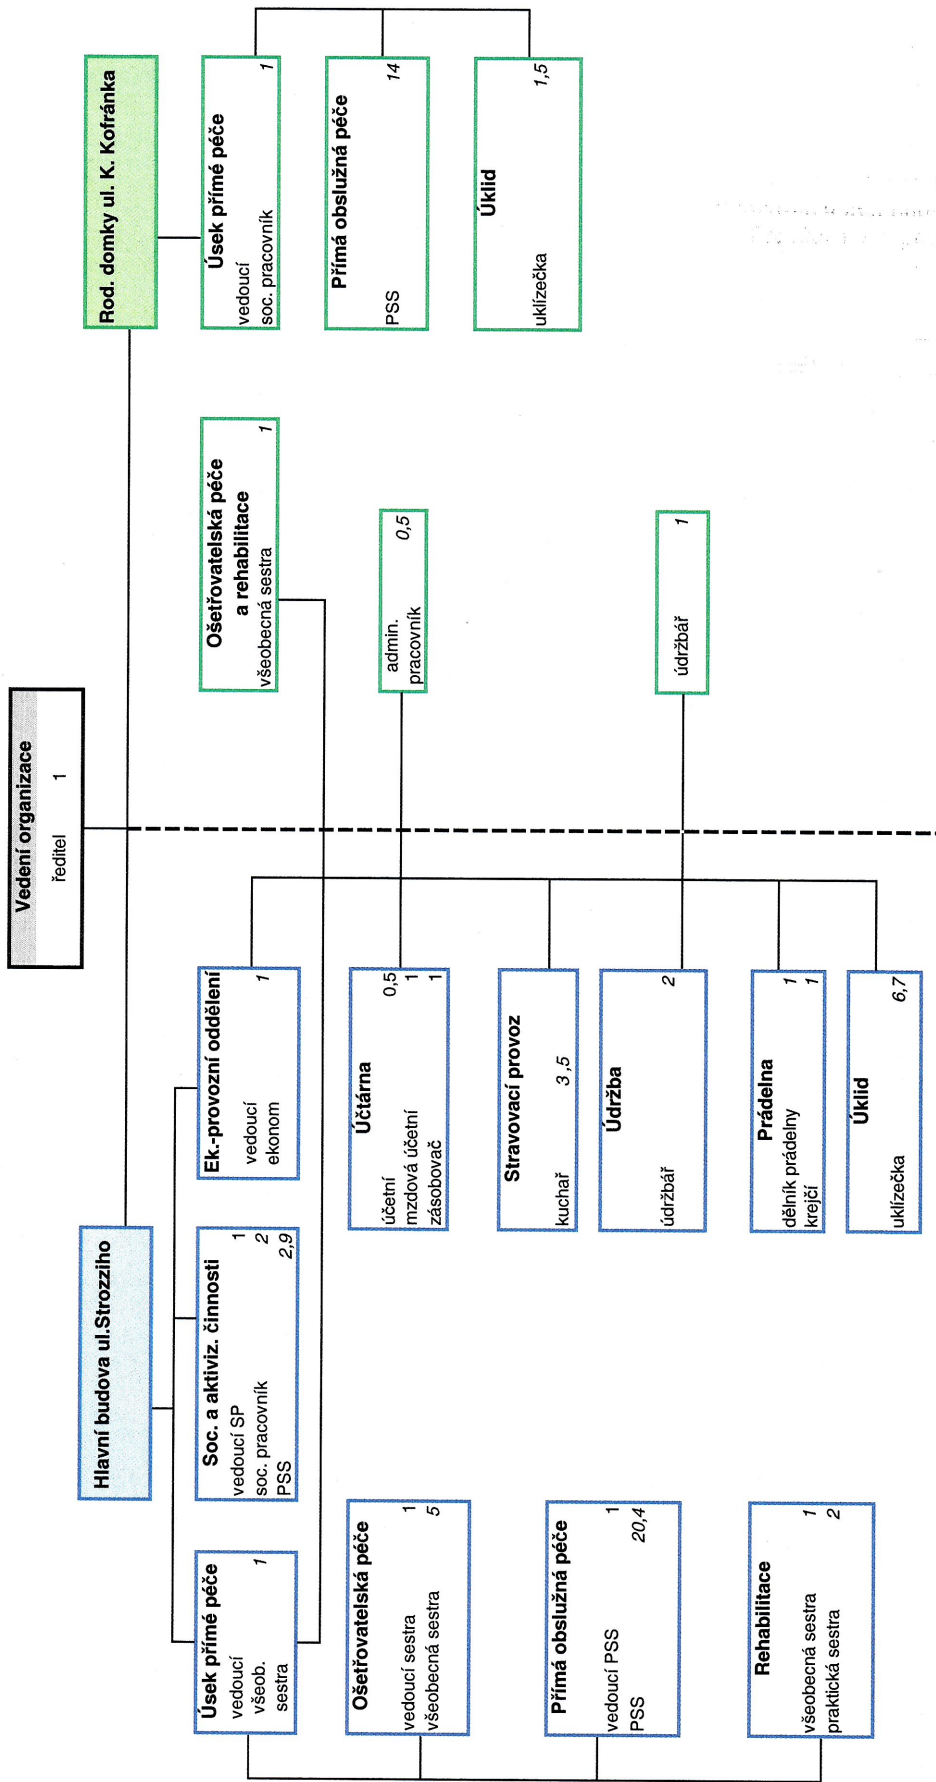 Vedení organizace
ředitel 1
Hlavní budova ul.Strozziho
Rod. domky ul. K. Kofránka
Úsek přímé péče
vedoucí 1
všeob.
sestra
Soc. a aktiviz. činnosti
vedoucí SP 1
soc. pracovník 2
PSS 2,9
Ek.-provozní oddělení
vedoucí 1
ekonom
Ošetřovatelská péče
a rehabilitace
všeobecná sestra 1
Úsek přímé péče
vedoucí
soc. pracovník 1
Ošetřovatelská péče
vedoucí sestra 1
všeobecná sestra 5
Účtárna
účetní 0,5
mzdová účetní 1
zásobovač 1
admin.
pracovník 0,5
Přímá obslužná péče
PSS 14
Stravovací provoz
kuchař 3 ,5
Úklid
uklízečka 1,5
Přímá obslužná péče
vedoucí PSS 1
PSS 20,4
Údržba
údržbář 2
údržbář 1
Rehabilitace
všeobecná sestra 1
praktická sestra 2
Prádelna
dělník prádelny 1
krejčí 1
Úklid
uklízečka 6,7